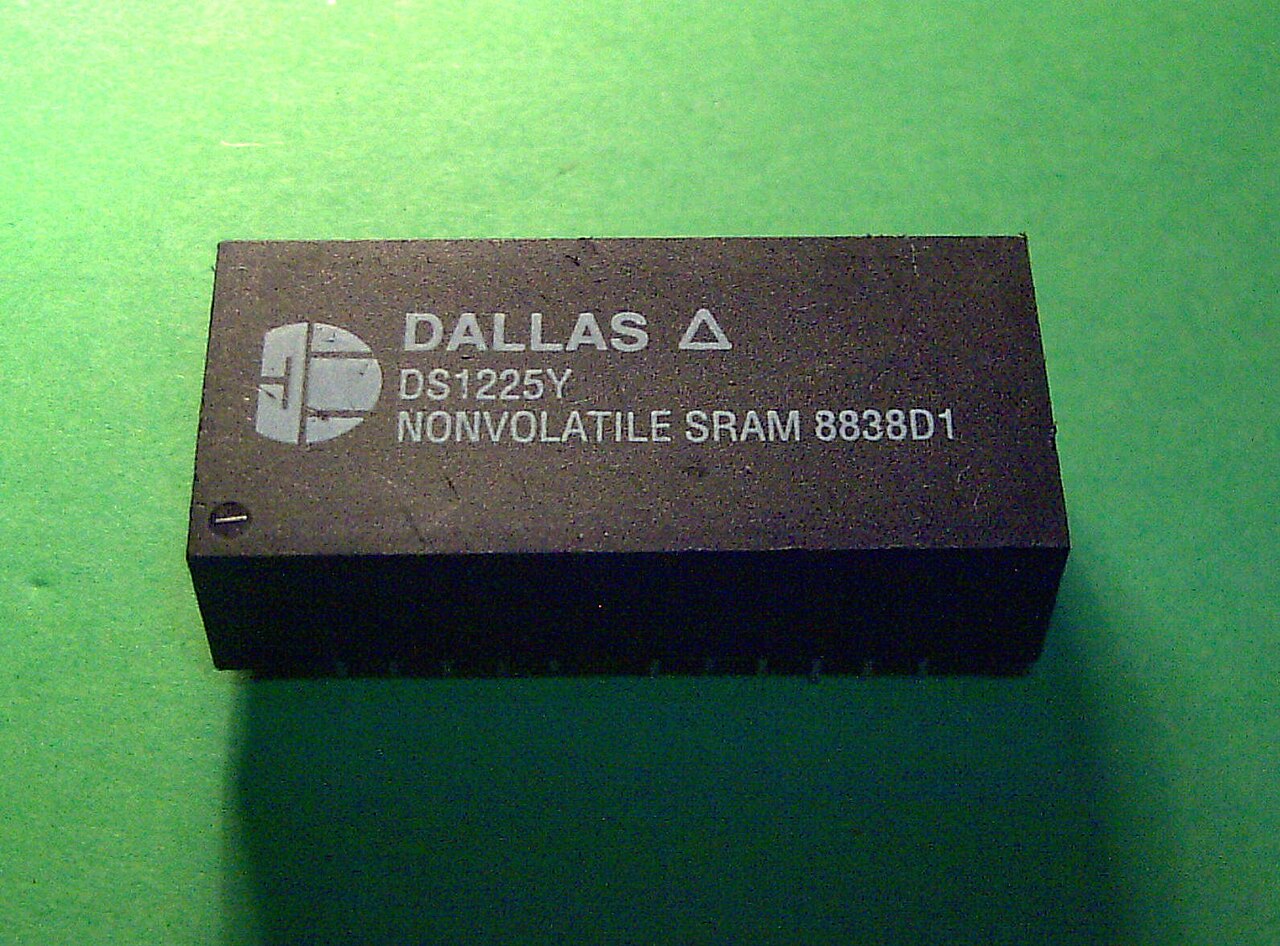 DALLAS △
DS1225Y
NONVOLATILE SRAM 8838D1